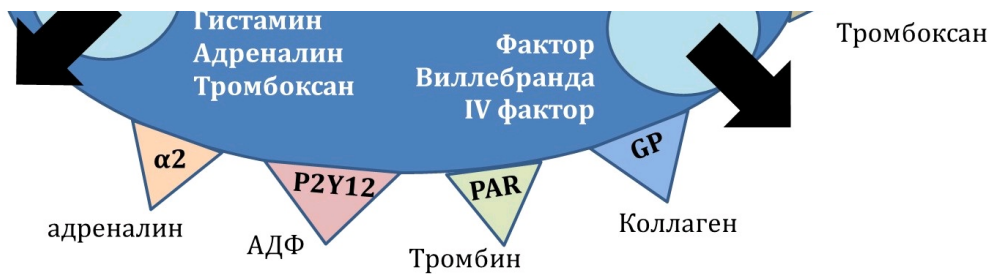 Гистамин
Адреналин
Тромбоксан
Фактор
Виллебранда
IV фактор
Тромбоксан
α2
P2Y12
PAR
GP
адреналин
АДФ
Тромбин
Коллаген